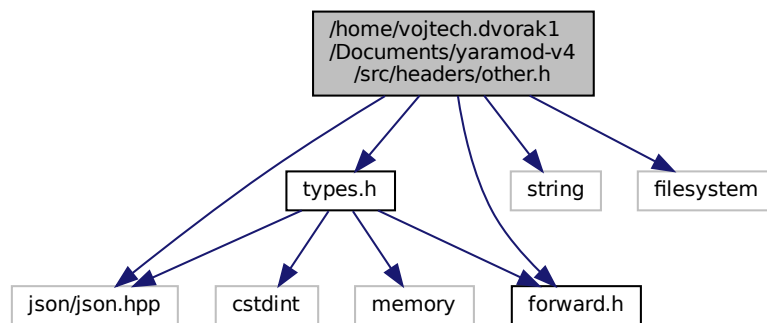 /home/vojtech.dvorak1
/Documents/yaramod-v4
/src/headers/other.h
types.h
string
filesystem
json/json.hpp
cstdint
memory
forward.h